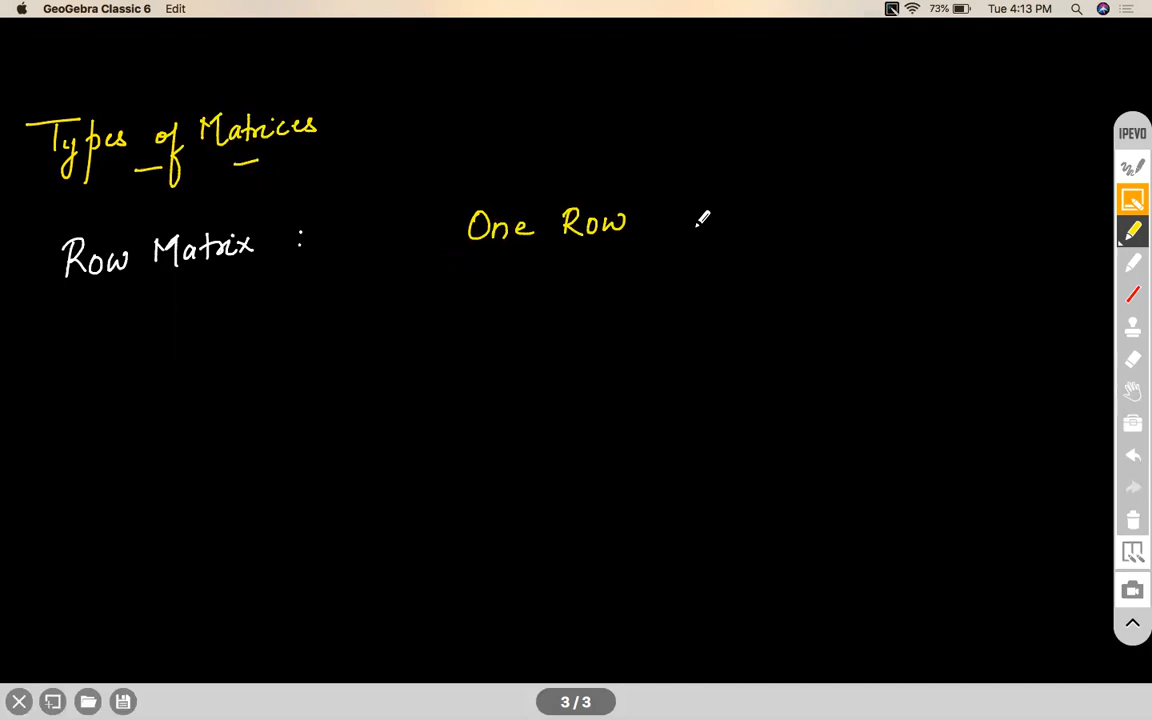 GeoGebra Classic 6 Edit 73% Tue 4:13 PM
Types of Matrices
IPEVO
One Row
Row Matrix :
3 / 3